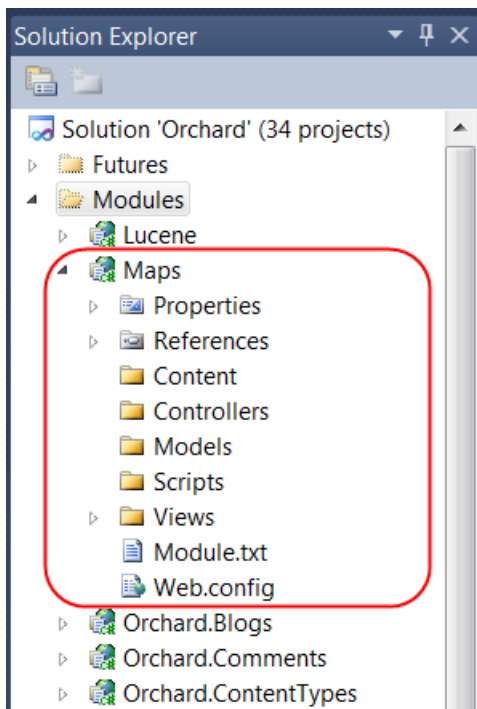 Solution Explorer
Solution 'Orchard' (34 projects)
Futures
Modules
Lucene
Maps
Properties
References
Content
Controllers
Models
Scripts
Views
Module.txt
Web.config
Orchard.Blogs
Orchard.Comments
Orchard.ContentTypes